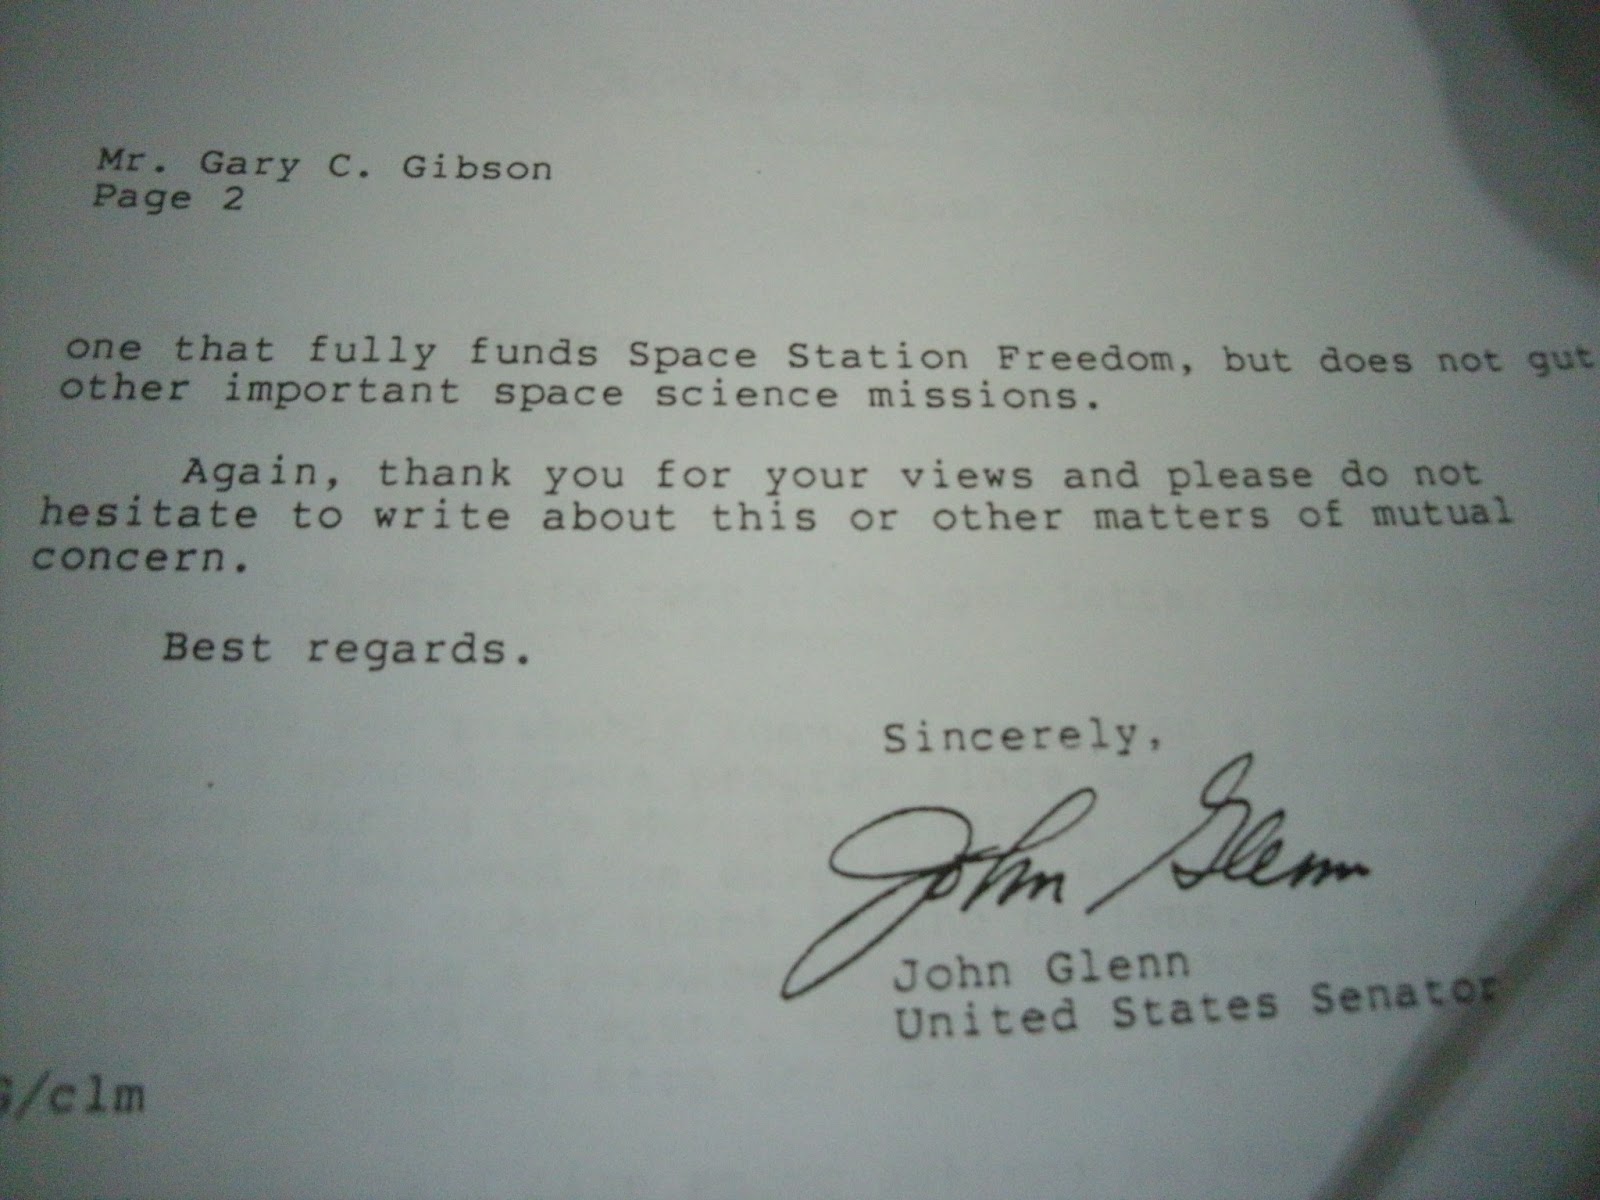 Mr. Gary C. Gibson
Page 2
one that fully funds Space Station Freedom, but does not gut
other important space science missions.
Again, thank you for your views and please do not
hesitate to write about this or other matters of mutual
concern.
Best regards.
Sincerely,
John Glenn
John Glenn
United States Senator
G/clm